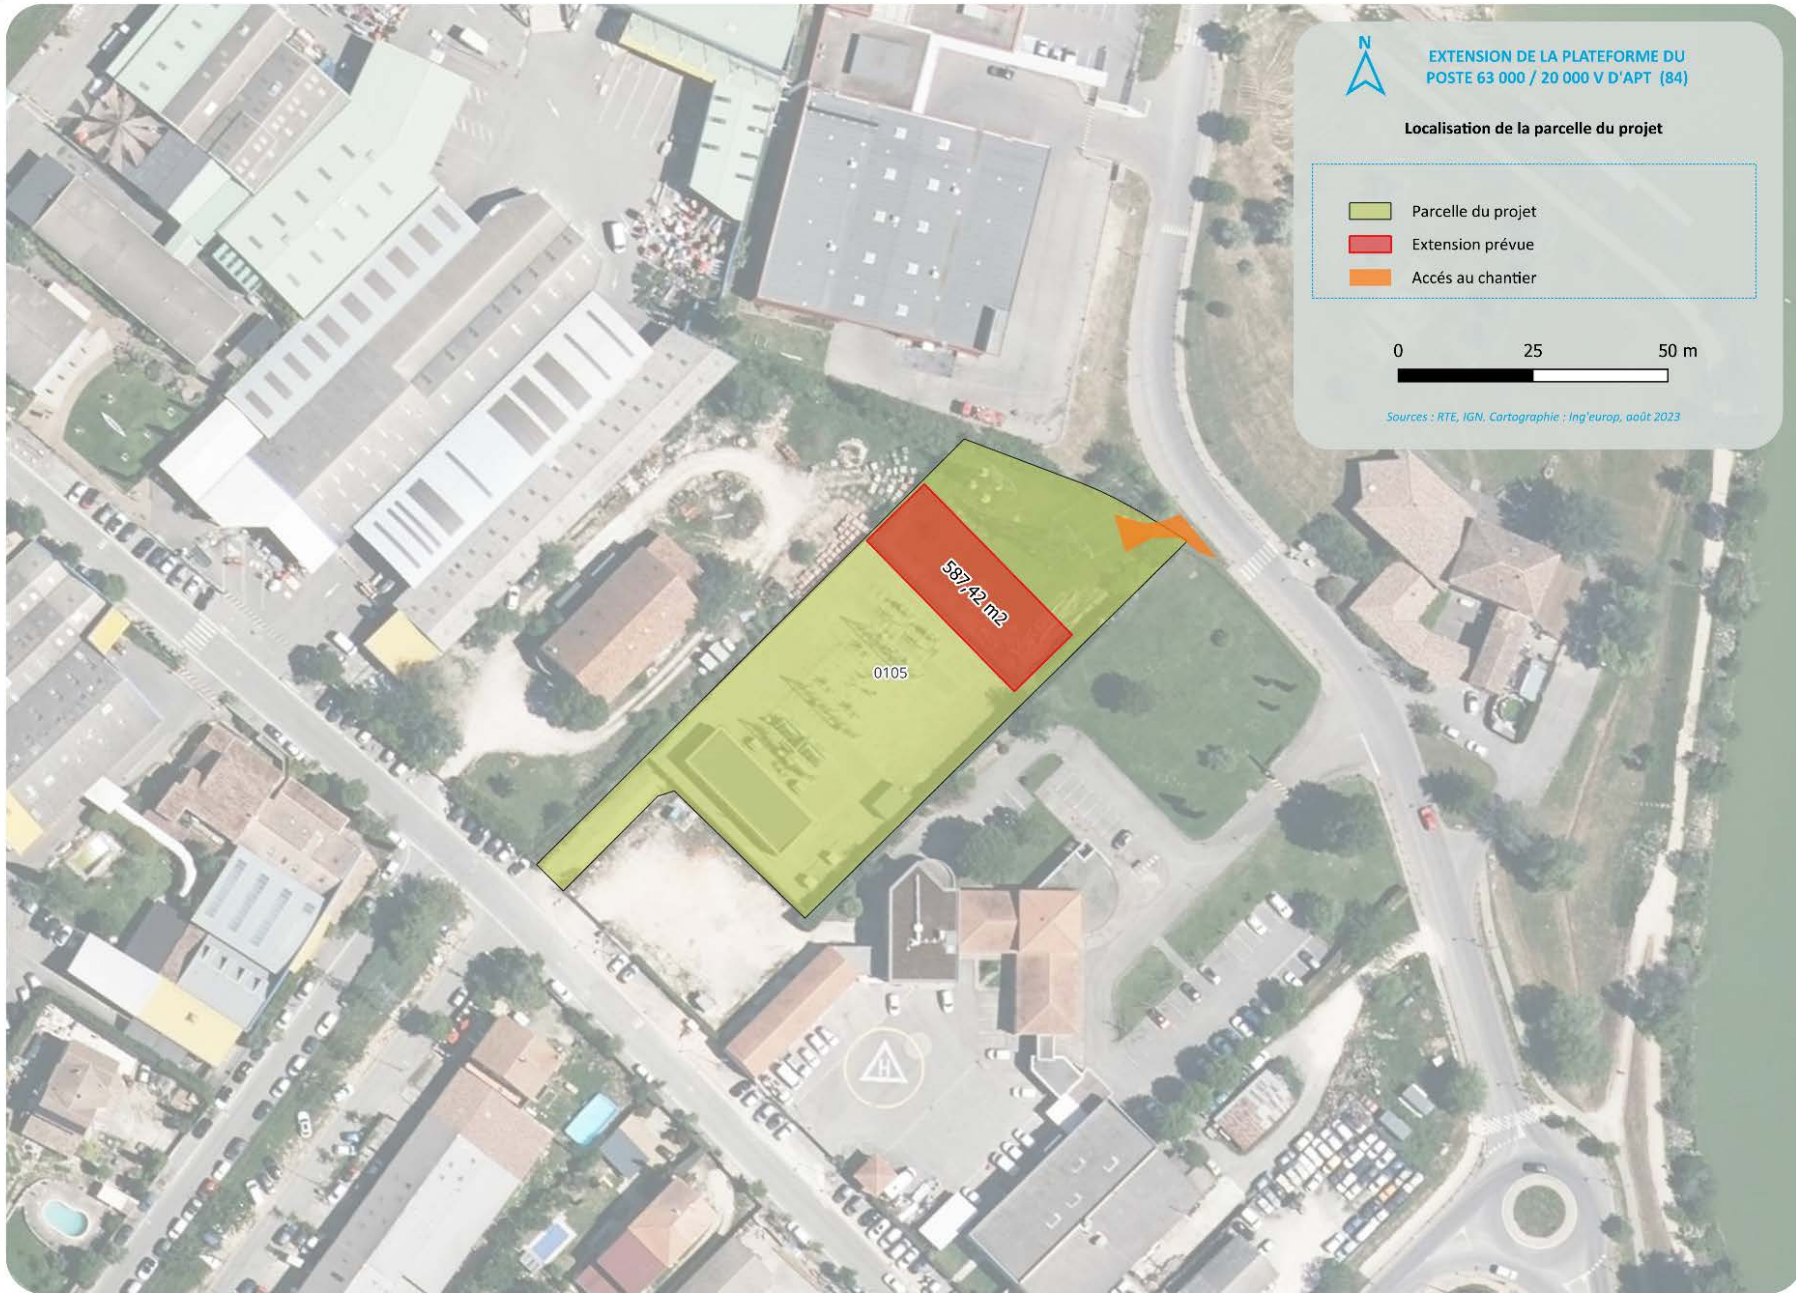 N
EXTENSION DE LA PLATEFORME DU
POSTE 63 000 / 20 000 V D'APT (84)
Localisation de la parcelle du projet
Parcelle du projet
Extension prévue
Accés au chantier
0 25 50 m
Sources : RTE, IGN. Cartographie : Ing'europ, août 2023
587,42 m2
0105
H